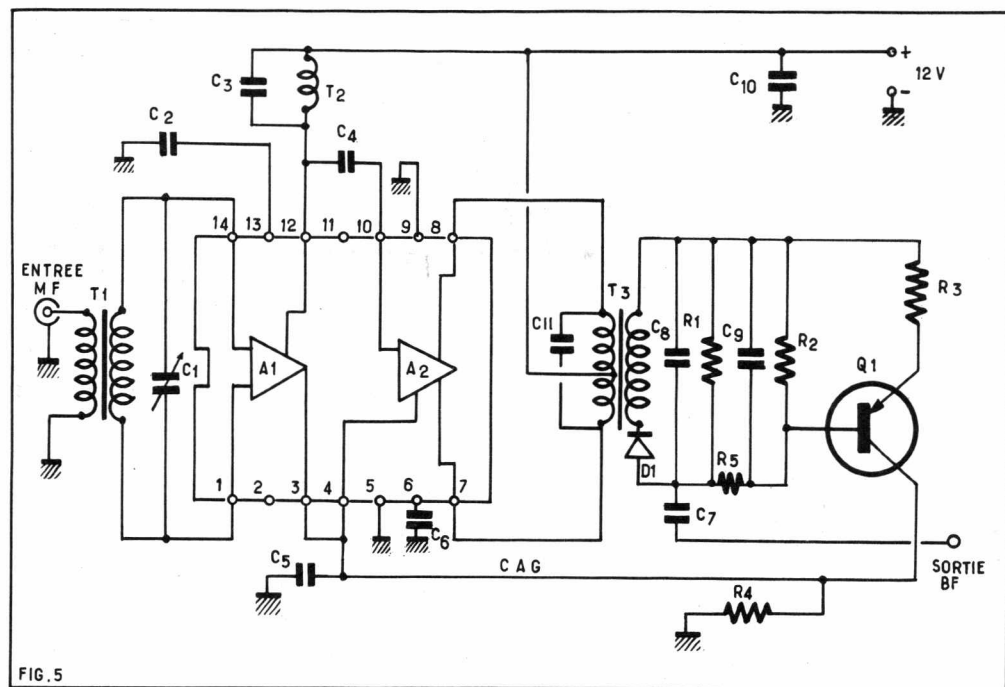 C3
T2
C10
+
12 V
-
C2
C4
14 13 12 11 10 9 8
ENTREE
MF
T1
C1
A1
A2
C11
T3
C8
R1
C9
R2
R3
Q1
D1
R5
1 2 3 4 5 6 7
C6
C7
C5
CAG
SORTIE
BF
R4
FIG.5